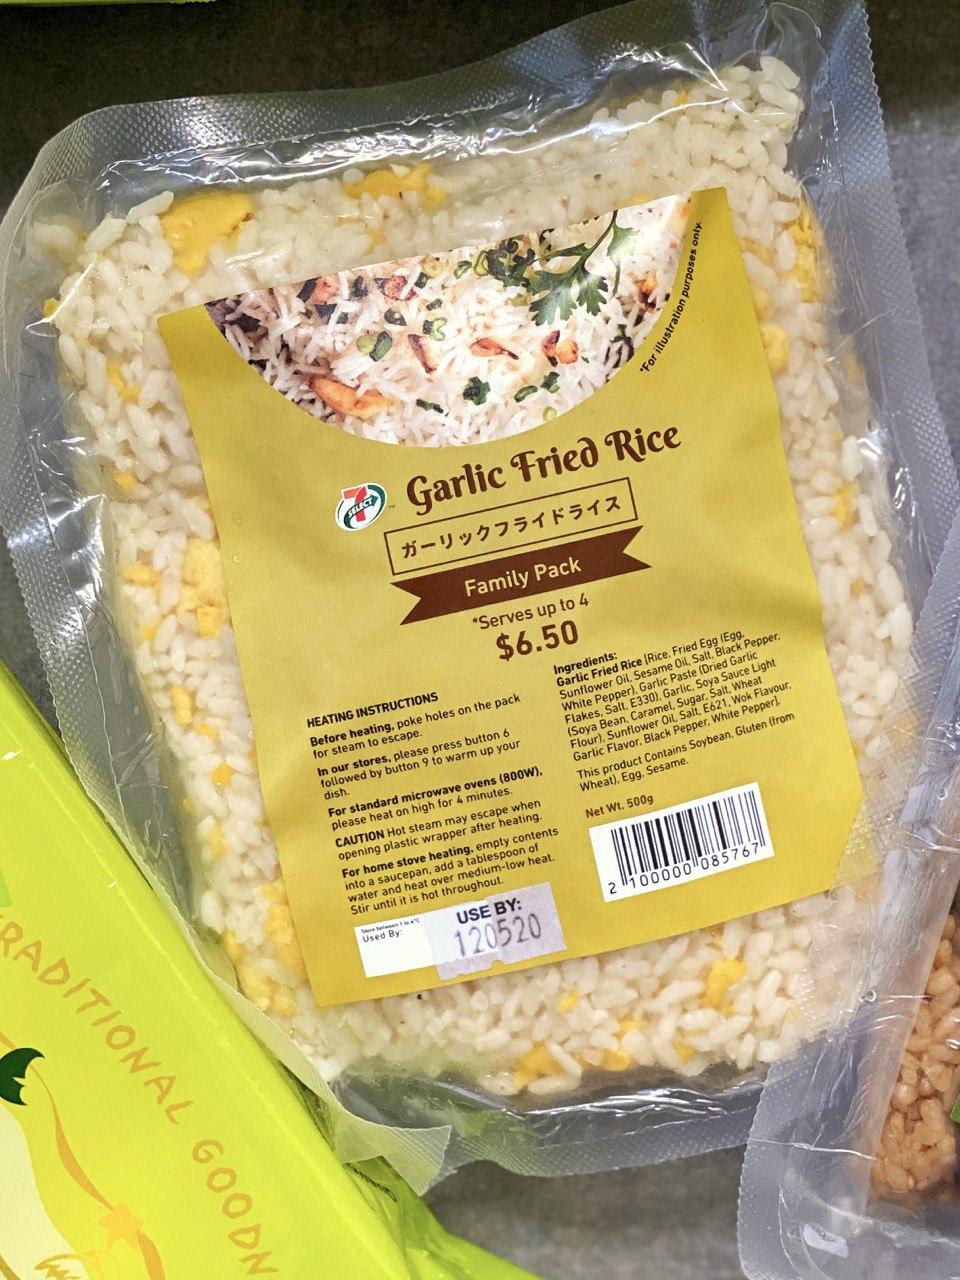 *For illustration purposes only.
7
SELECT
™
Garlic Fried Rice
ガーリックフライドライス
Family Pack
*Serves up to 4
$6.50
HEATING INSTRUCTIONS
Before heating, poke holes on the pack
for steam to escape.
In our stores, please press button 6
followed by button 9 to warm up your
dish.
For standard microwave ovens (800W),
please heat on high for 4 minutes.
CAUTION Hot steam may escape when
opening plastic wrapper after heating.
For home stove heating, empty contents
into a saucepan, add a tablespoon of
water and heat over medium-low heat.
Stir until it is hot throughout.
Store between 1 to 4°C
Used By:
USE BY:
120520
Ingredients:
Garlic Fried Rice [Rice, Fried Egg (Egg,
Sunflower Oil, Sesame Oil, Salt, Black Pepper,
White Pepper), Garlic Paste (Dried Garlic
Flakes, Salt, E330), Garlic, Soya Sauce Light
(Soya Bean, Caramel, Sugar, Salt, Wheat
Flour), Sunflower Oil, Salt, E621, Wok Flavour,
Garlic Flavor, Black Pepper, White Pepper].
This product Contains Soybean, Gluten (from
Wheat), Egg, Sesame.
Net Wt. 500g
2 100000 085767
RADITIONAL GOODN